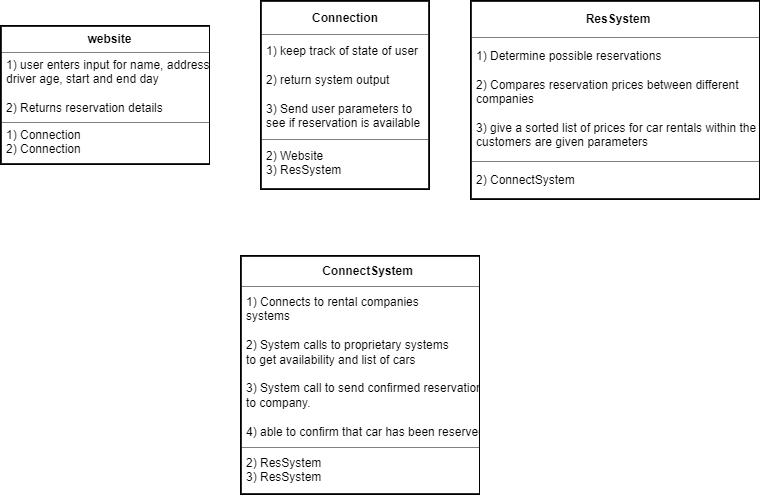 website
1) user enters input for name, address
driver age, start and end day
2) Returns reservation details
1) Connection
2) Connection
Connection
1) keep track of state of user
2) return system output
3) Send user parameters to
see if reservation is available
2) Website
3) ResSystem
ResSystem
1) Determine possible reservations
2) Compares reservation prices between different
companies
3) give a sorted list of prices for car rentals within the
customers are given parameters
2) ConnectSystem
ConnectSystem
1) Connects to rental companies
systems
2) System calls to proprietary systems
to get availability and list of cars
3) System call to send confirmed reservation
to company.
4) able to confirm that car has been reserve
2) ResSystem
3) ResSystem